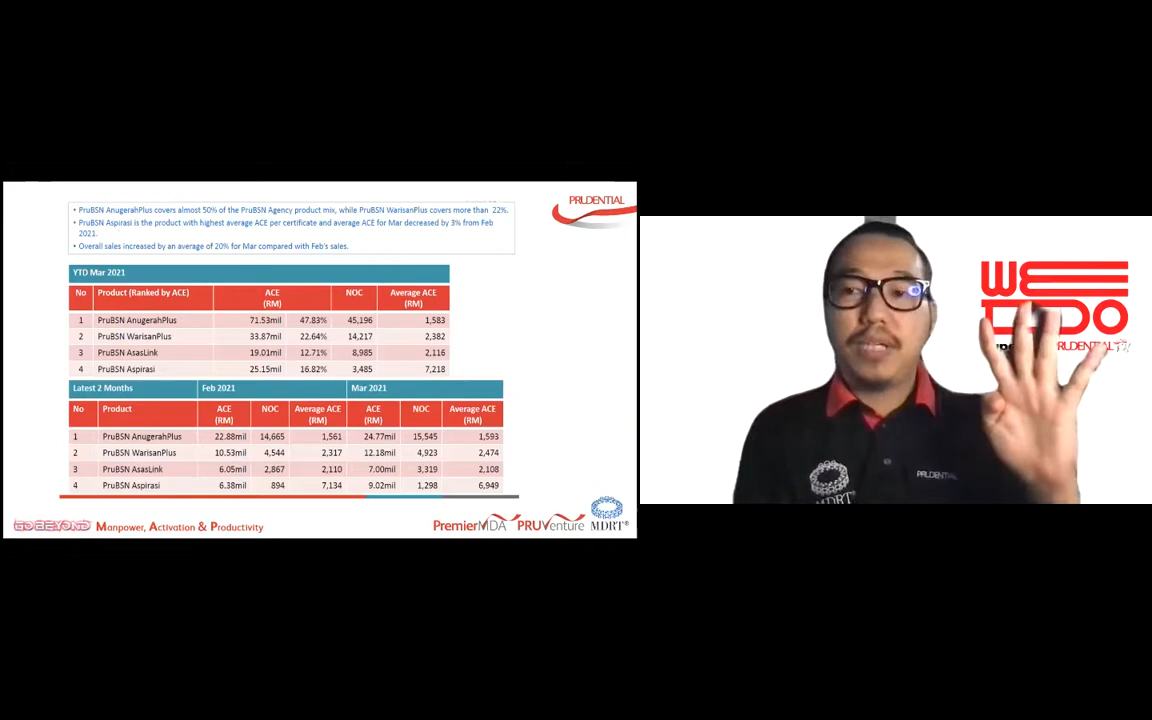 PRUDENTIAL
• PruBSN AnugerahPlus covers almost 50% of the PruBSN Agency product mix, while PruBSN WarisanPlus covers more than 22%.
• PruBSN Aspirasi is the product with highest average ACE per certificate and average ACE for Mar decreased by 3% from Feb
2021.
• Overall sales increased by an average of 20% for Mar compared with Feb's sales.
YTD Mar 2021
No Product (Ranked by ACE) ACE (RM) NOC Average ACE (RM)
1 PruBSN AnugerahPlus 71.53mil 47.83% 45,196 1,583
2 PruBSN WarisanPlus 33.87mil 22.64% 14,217 2,382
3 PruBSN AsasLink 19.01mil 12.71% 8,985 2,116
4 PruBSN Aspirasi 25.15mil 16.82% 3,485 7,218
Latest 2 Months Feb 2021 Mar 2021
No Product ACE (RM) NOC Average ACE (RM) ACE (RM) NOC Average ACE (RM)
1 PruBSN AnugerahPlus 22.88mil 14,665 1,561 24.77mil 15,545 1,593
2 PruBSN WarisanPlus 10.53mil 4,544 2,317 12.18mil 4,923 2,474
3 PruBSN AsasLink 6.05mil 2,867 2,110 7.00mil 3,319 2,108
4 PruBSN Aspirasi 6.38mil 894 7,134 9.02mil 1,298 6,949
GO BEYOND Manpower, Activation & Productivity
PremierMDA PRUVenture MDRT®
WE
DO
PRUDENTIAL
MDRT
PRUDENTIAL